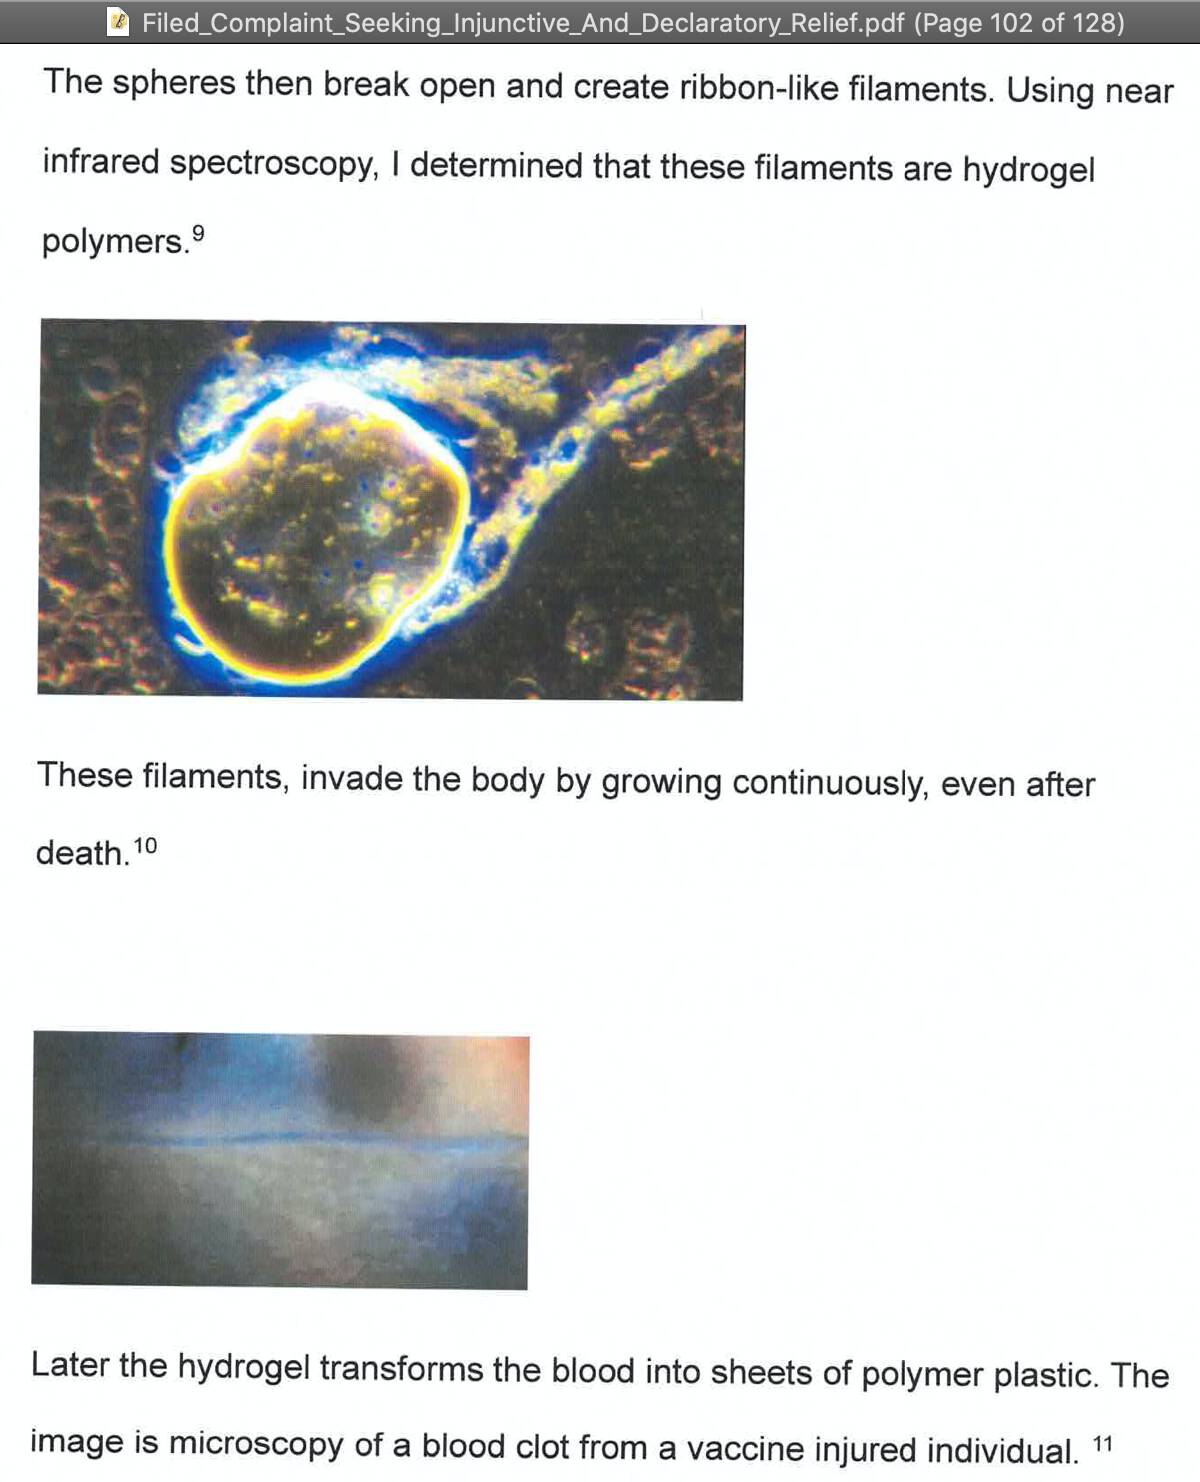 Filed_Complaint_Seeking_Injunctive_And_Declaratory_Relief.pdf (Page 102 of 128)
The spheres then break open and create ribbon-like filaments. Using near
infrared spectroscopy, I determined that these filaments are hydrogel
polymers.⁹
These filaments, invade the body by growing continuously, even after
death.¹⁰
Later the hydrogel transforms the blood into sheets of polymer plastic. The
image is microscopy of a blood clot from a vaccine injured individual. ¹¹